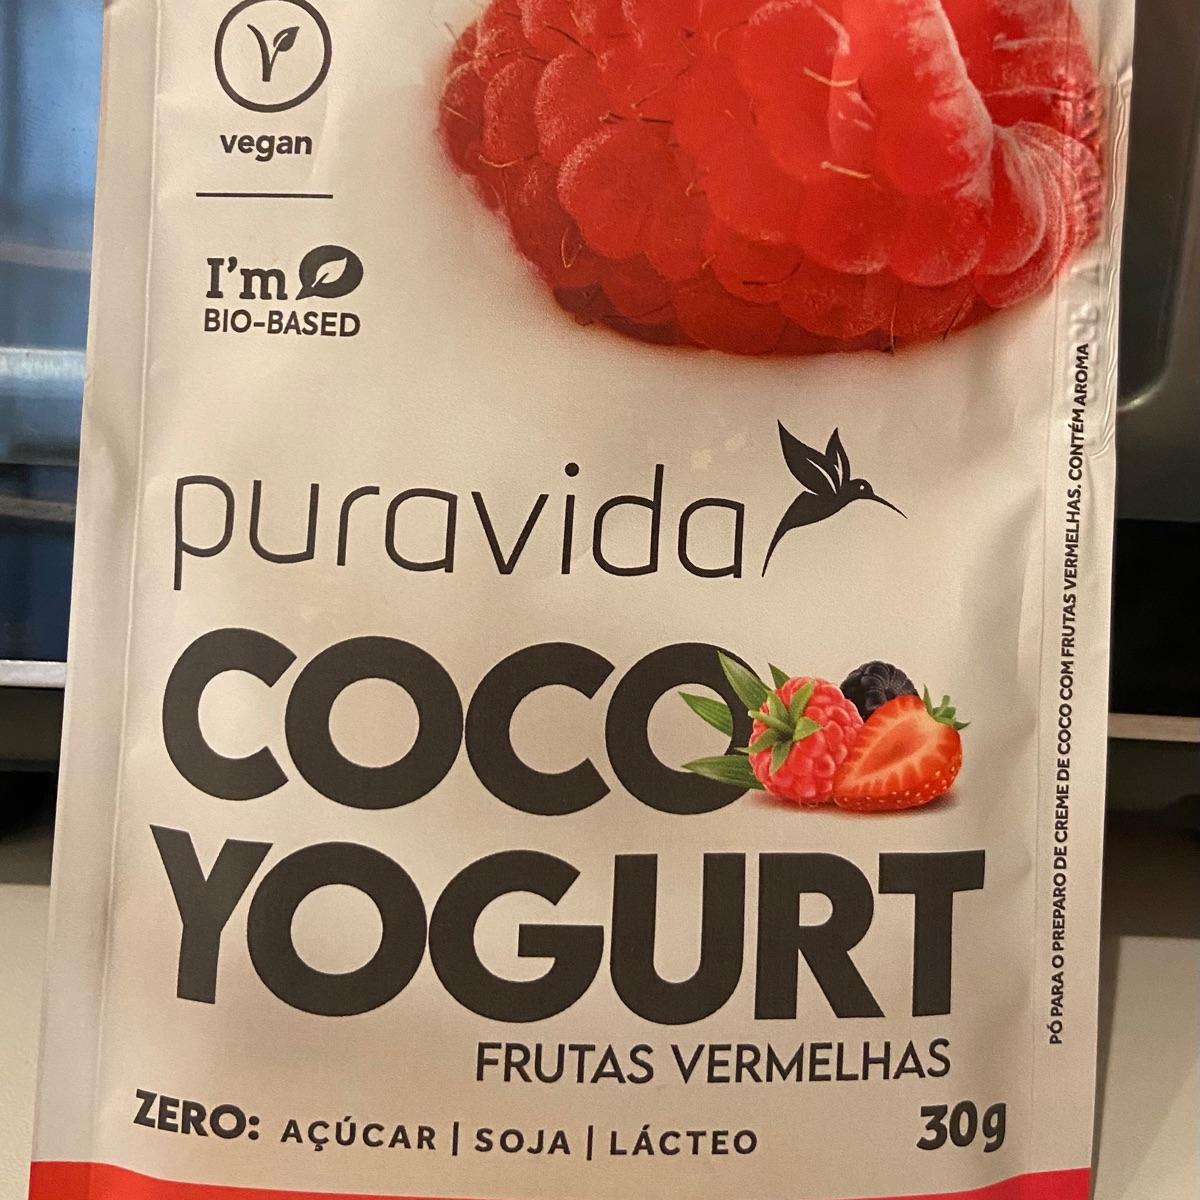 vegan
I'm
BIO-BASED
puravida
COCO
YOGURT
FRUTAS VERMELHAS
ZERO: AÇÚCAR | SOJA | LÁCTEO
30g
PÓ PARA O PREPARO DE CREME DE COCO COM FRUTAS VERMELHAS. CONTÉM AROMA